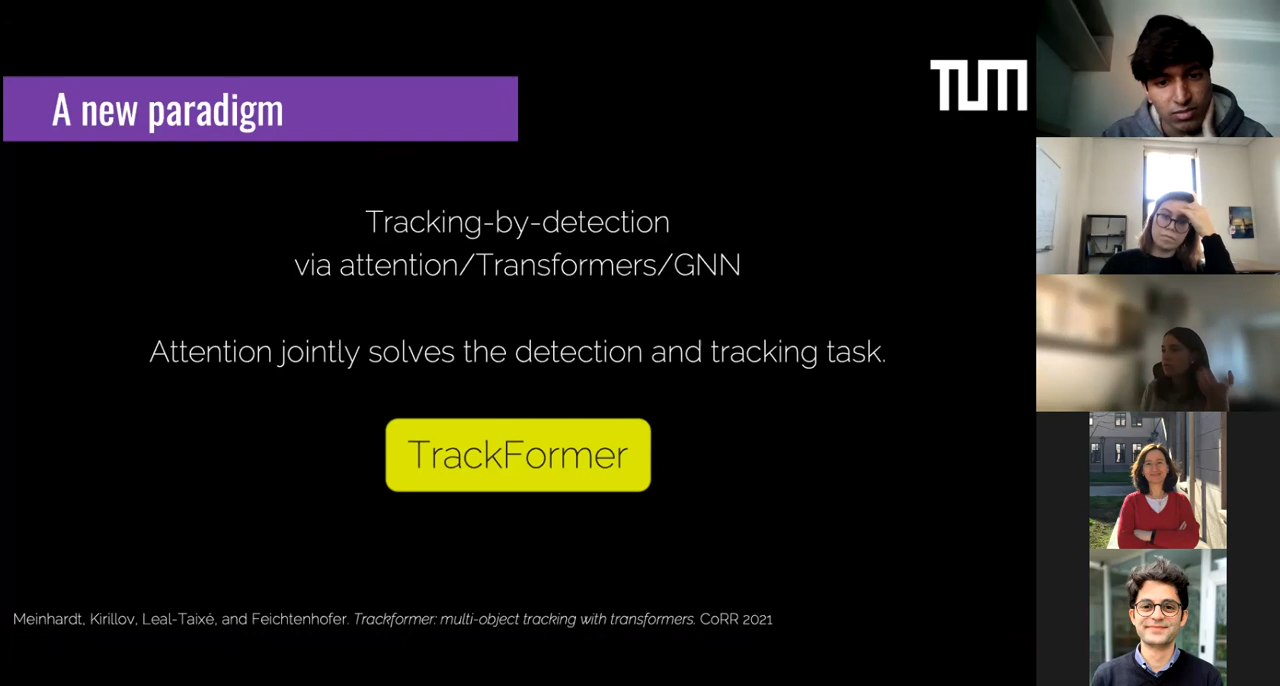 A new paradigm
TUM
Tracking-by-detection
via attention/Transformers/GNN
Attention jointly solves the detection and tracking task.
TrackFormer
Meinhardt, Kirillov, Leal-Taixé, and Feichtenhofer. Trackformer: multi-object tracking with transformers. CoRR 2021